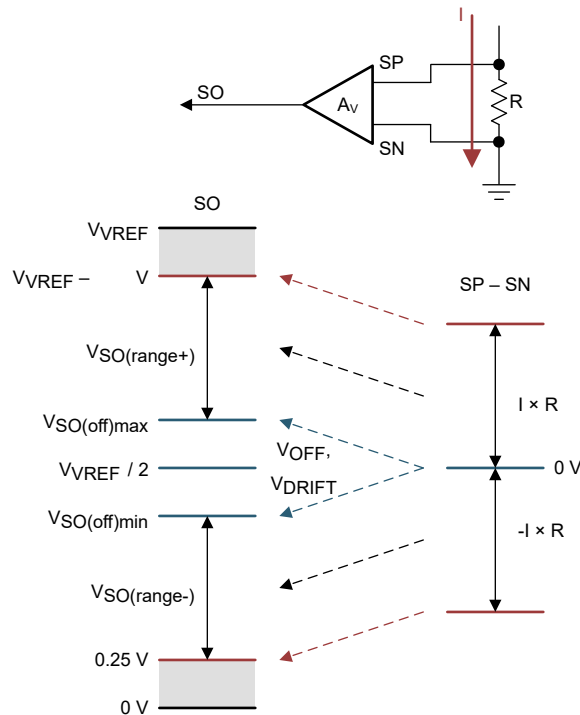 I
SP
SO
AV
R
SN
SO
VVREF
VVREF – V
SP – SN
VSO(range+)
I × R
VSO(off)max
VOFF,
VVREF / 2
0 V
VDRIFT
VSO(off)min
-I × R
VSO(range-)
0.25 V
0 V